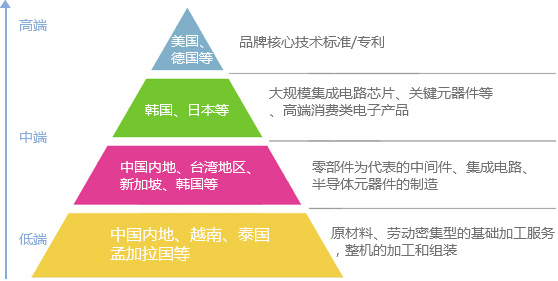 高端
美国、
德国等
品牌核心技术标准/专利
韩国、日本等
大规模集成电路芯片、关键元器件等
、高端消费类电子产品
中端
中国内地、台湾地区、
新加坡、韩国等
零部件为代表的中间件、集成电路、
半导体元器件的制造
低端
中国内地、越南、泰国
孟加拉国等
原材料、劳动密集型的基础加工服务
，整机的加工和组装